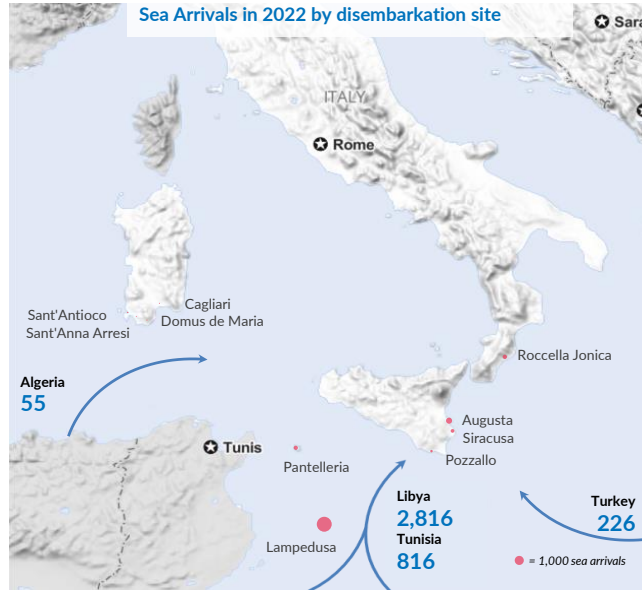 Sea Arrivals in 2022 by disembarkation site
Sara
ITALY
Rome
Cagliari
Sant'Antioco
Domus de Maria
Sant'Anna Arresi
Roccella Jonica
Algeria
55
Augusta
Siracusa
Tunis
Pozzallo
Pantelleria
Libya
2,816
Turkey
226
Tunisia
816
Lampedusa
= 1,000 sea arrivals